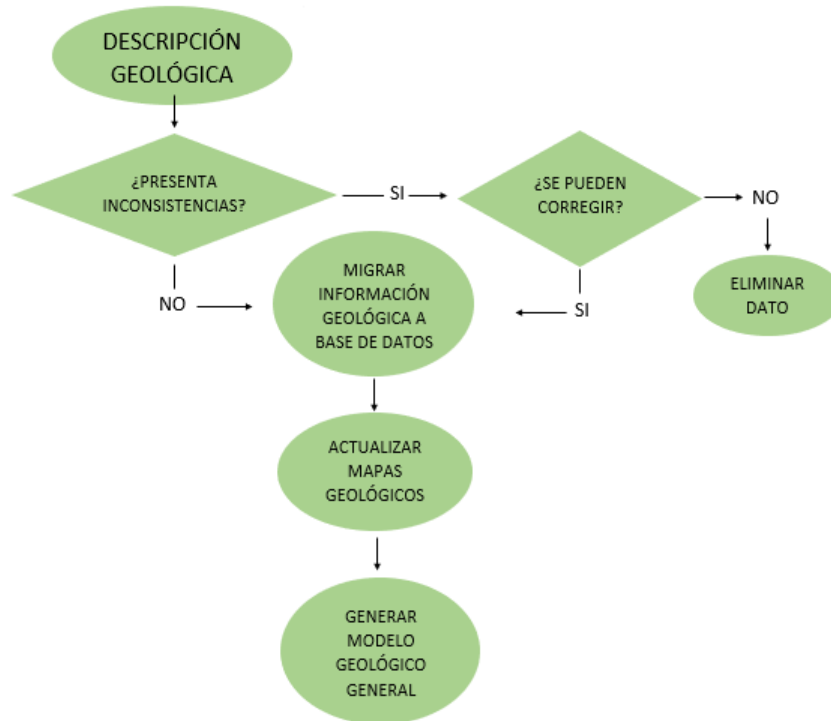 DESCRIPCIÓN
GEOLÓGICA
¿PRESENTA
INCONSISTENCIAS?
SI
¿SE PUEDEN
CORREGIR?
NO
ELIMINAR
DATO
NO
MIGRAR
INFORMACIÓN
GEOLÓGICA A
BASE DE DATOS
SI
ACTUALIZAR
MAPAS
GEOLÓGICOS
GENERAR
MODELO
GEOLÓGICO
GENERAL